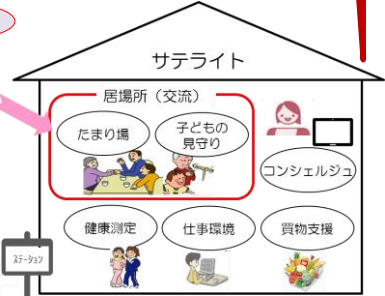 サテライト
居場所（交流）
たまり場
子どもの
見守り
コンシェルジュ
健康測定
仕事環境
買物支援
ステーション